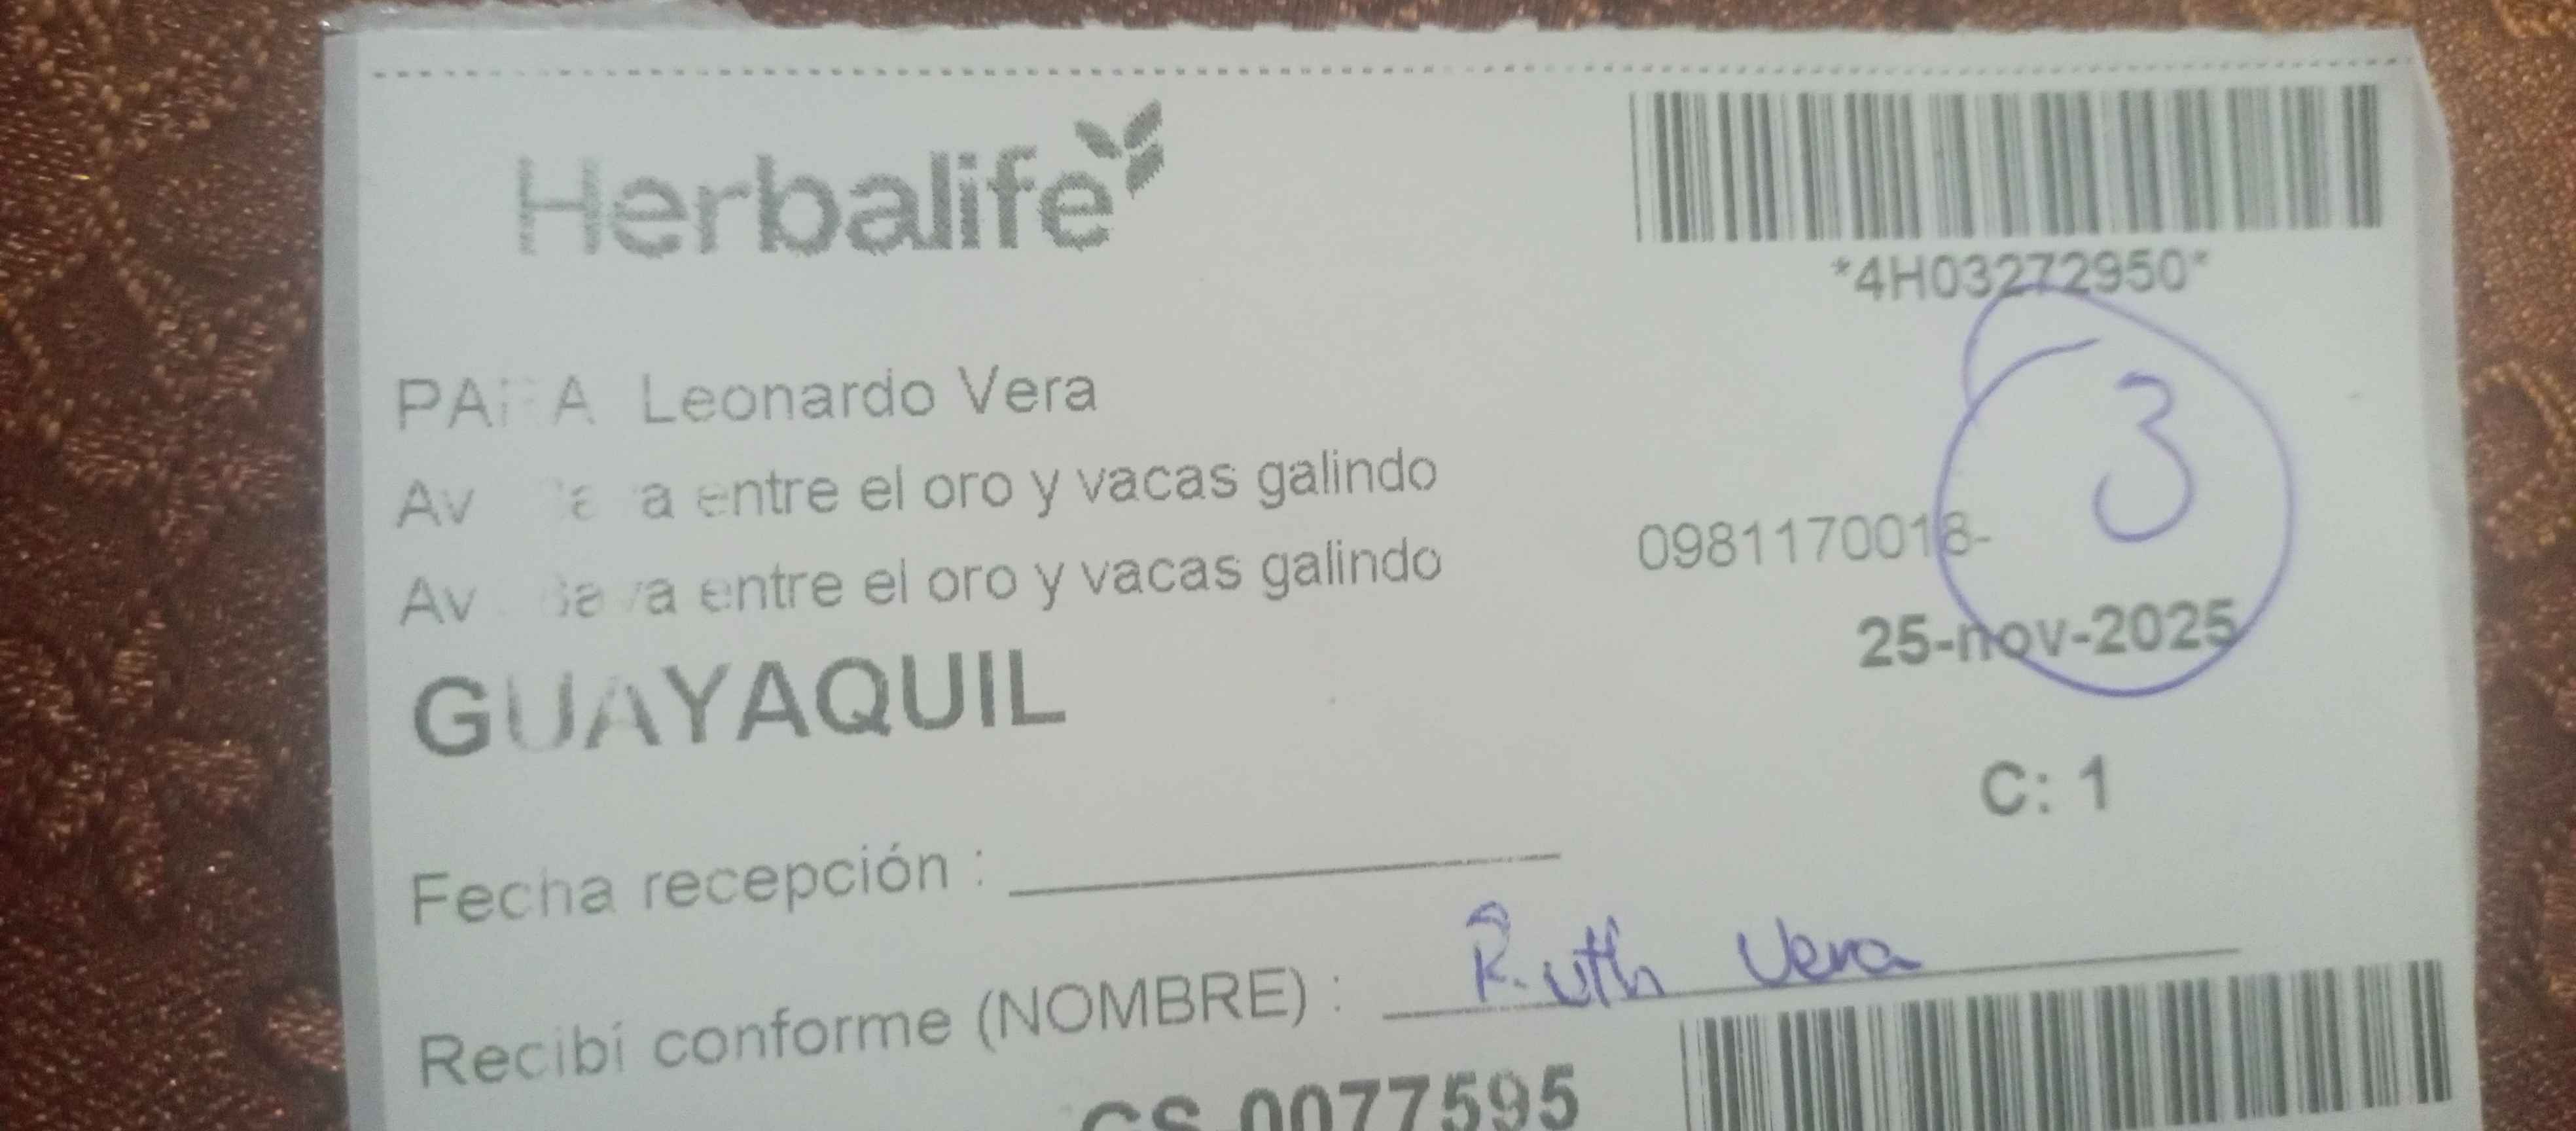 Herbalife
*4H03272950*
PARA Leonardo Vera
3
Av entre el oro y vacas galindo
0981170018-
Av entre el oro y vacas galindo
25-nov-2025
GUAYAQUIL
C: 1
Fecha recepción :
Recibí conforme (NOMBRE) : Ruth Vera
CS 0077595